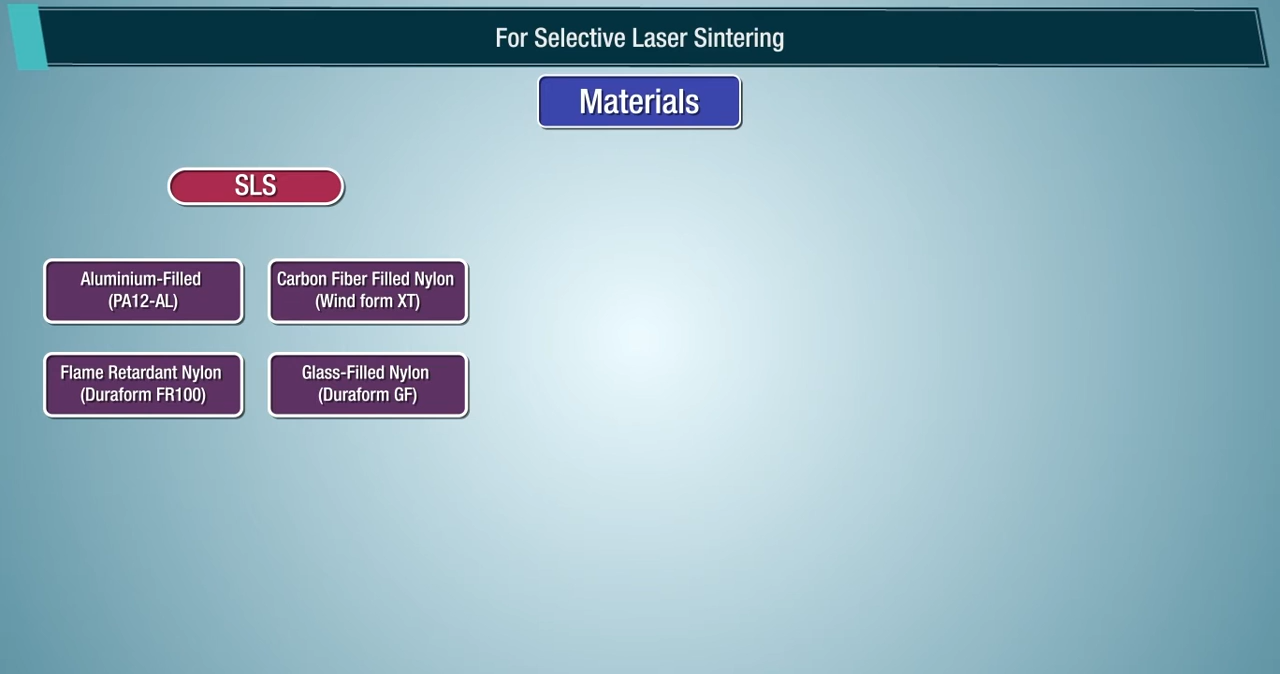 For Selective Laser Sintering
Materials
SLS
Aluminium-Filled
(PA12-AL)
Carbon Fiber Filled Nylon
(Wind form XT)
Flame Retardant Nylon
(Duraform FR100)
Glass-Filled Nylon
(Duraform GF)